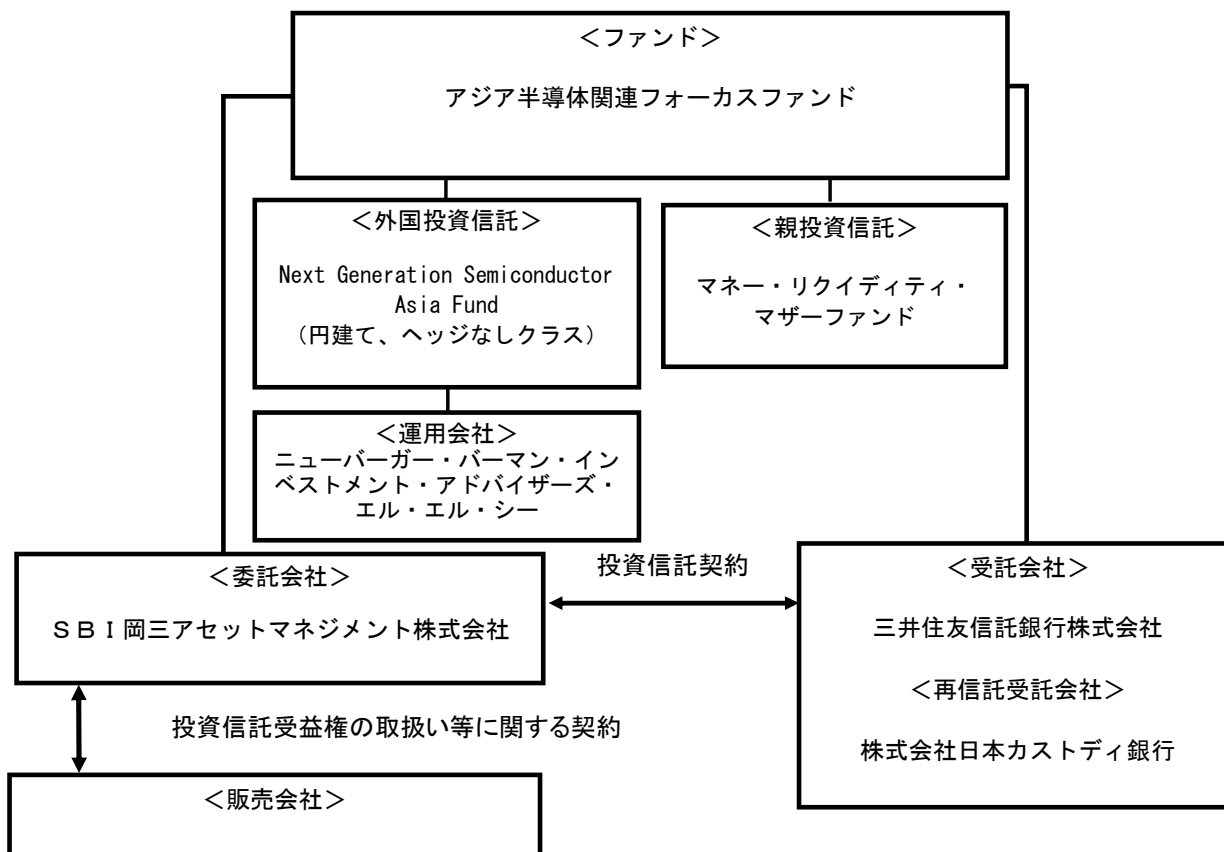 ＜ファンド＞
アジア半導体関連フォーカスファンド
＜外国投資信託＞
Next Generation Semiconductor
Asia Fund
（円建て、ヘッジなしクラス）
＜親投資信託＞
マネー・リクイディティ・
マザーファンド
＜運用会社＞
ニューバーガー・バーマン・イン
ベストメント・アドバイザーズ・
エル・エル・シー
＜委託会社＞
ＳＢＩ岡三アセットマネジメント株式会社
投資信託契約
＜受託会社＞
三井住友信託銀行株式会社
＜再信託受託会社＞
株式会社日本カストディ銀行
投資信託受益権の取扱い等に関する契約
＜販売会社＞